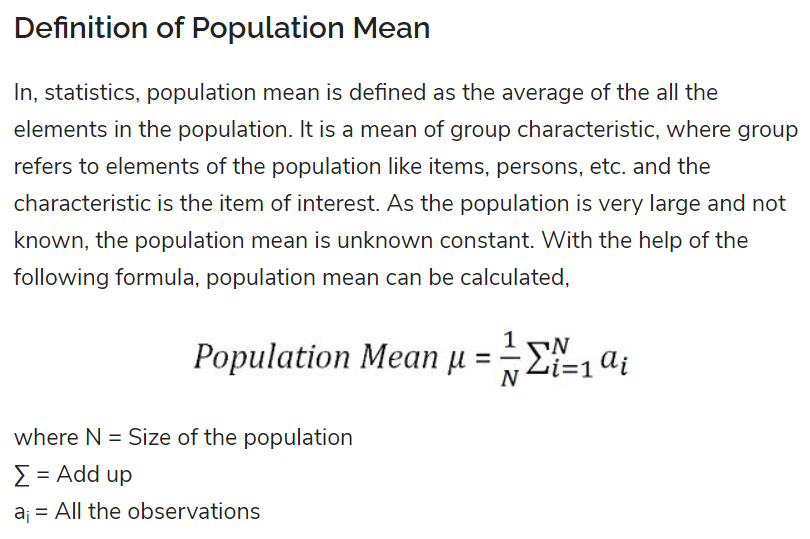 Definition of Population Mean
In, statistics, population mean is defined as the average of the all the
elements in the population. It is a mean of group characteristic, where group
refers to elements of the population like items, persons, etc. and the
characteristic is the item of interest. As the population is very large and not
known, the population mean is unknown constant. With the help of the
following formula, population mean can be calculated,
Population Mean μ = \frac{1}{N} \sum_{i=1}^{N} a_i
where N = Size of the population
∑ = Add up
aᵢ = All the observations